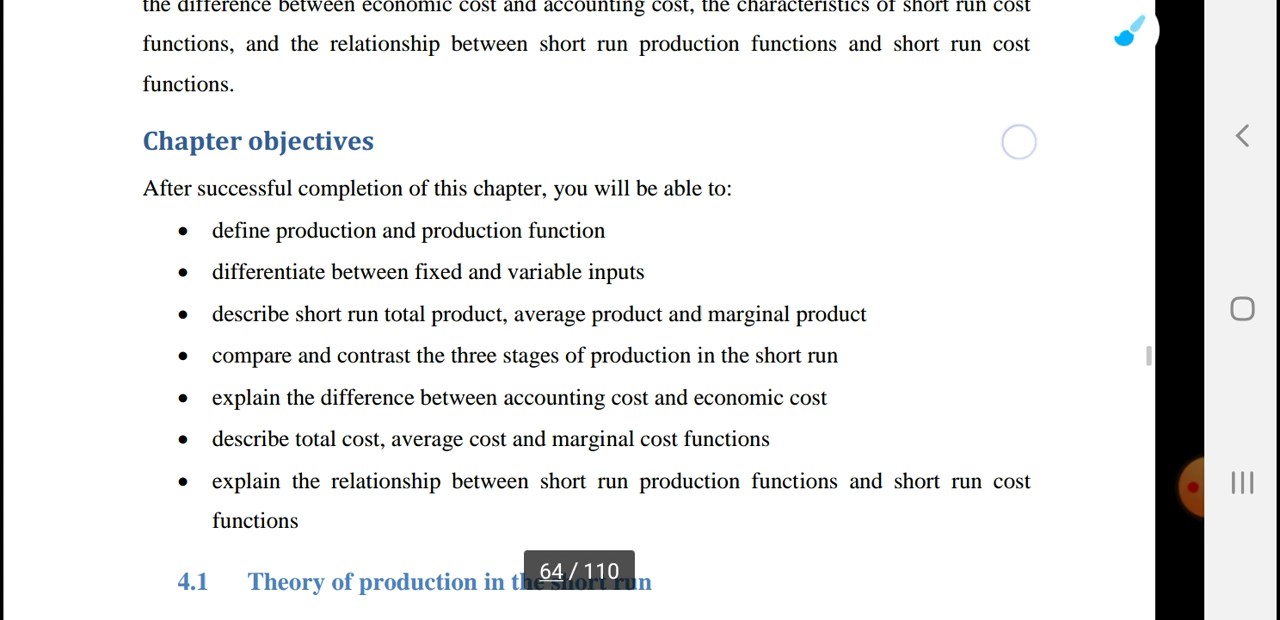 the difference between economic cost and accounting cost, the characteristics of short run cost
functions, and the relationship between short run production functions and short run cost
functions.
Chapter objectives
After successful completion of this chapter, you will be able to:
• define production and production function
• differentiate between fixed and variable inputs
• describe short run total product, average product and marginal product
• compare and contrast the three stages of production in the short run
• explain the difference between accounting cost and economic cost
• describe total cost, average cost and marginal cost functions
• explain the relationship between short run production functions and short run cost
functions
4.1 Theory of production in the short run
64 / 110